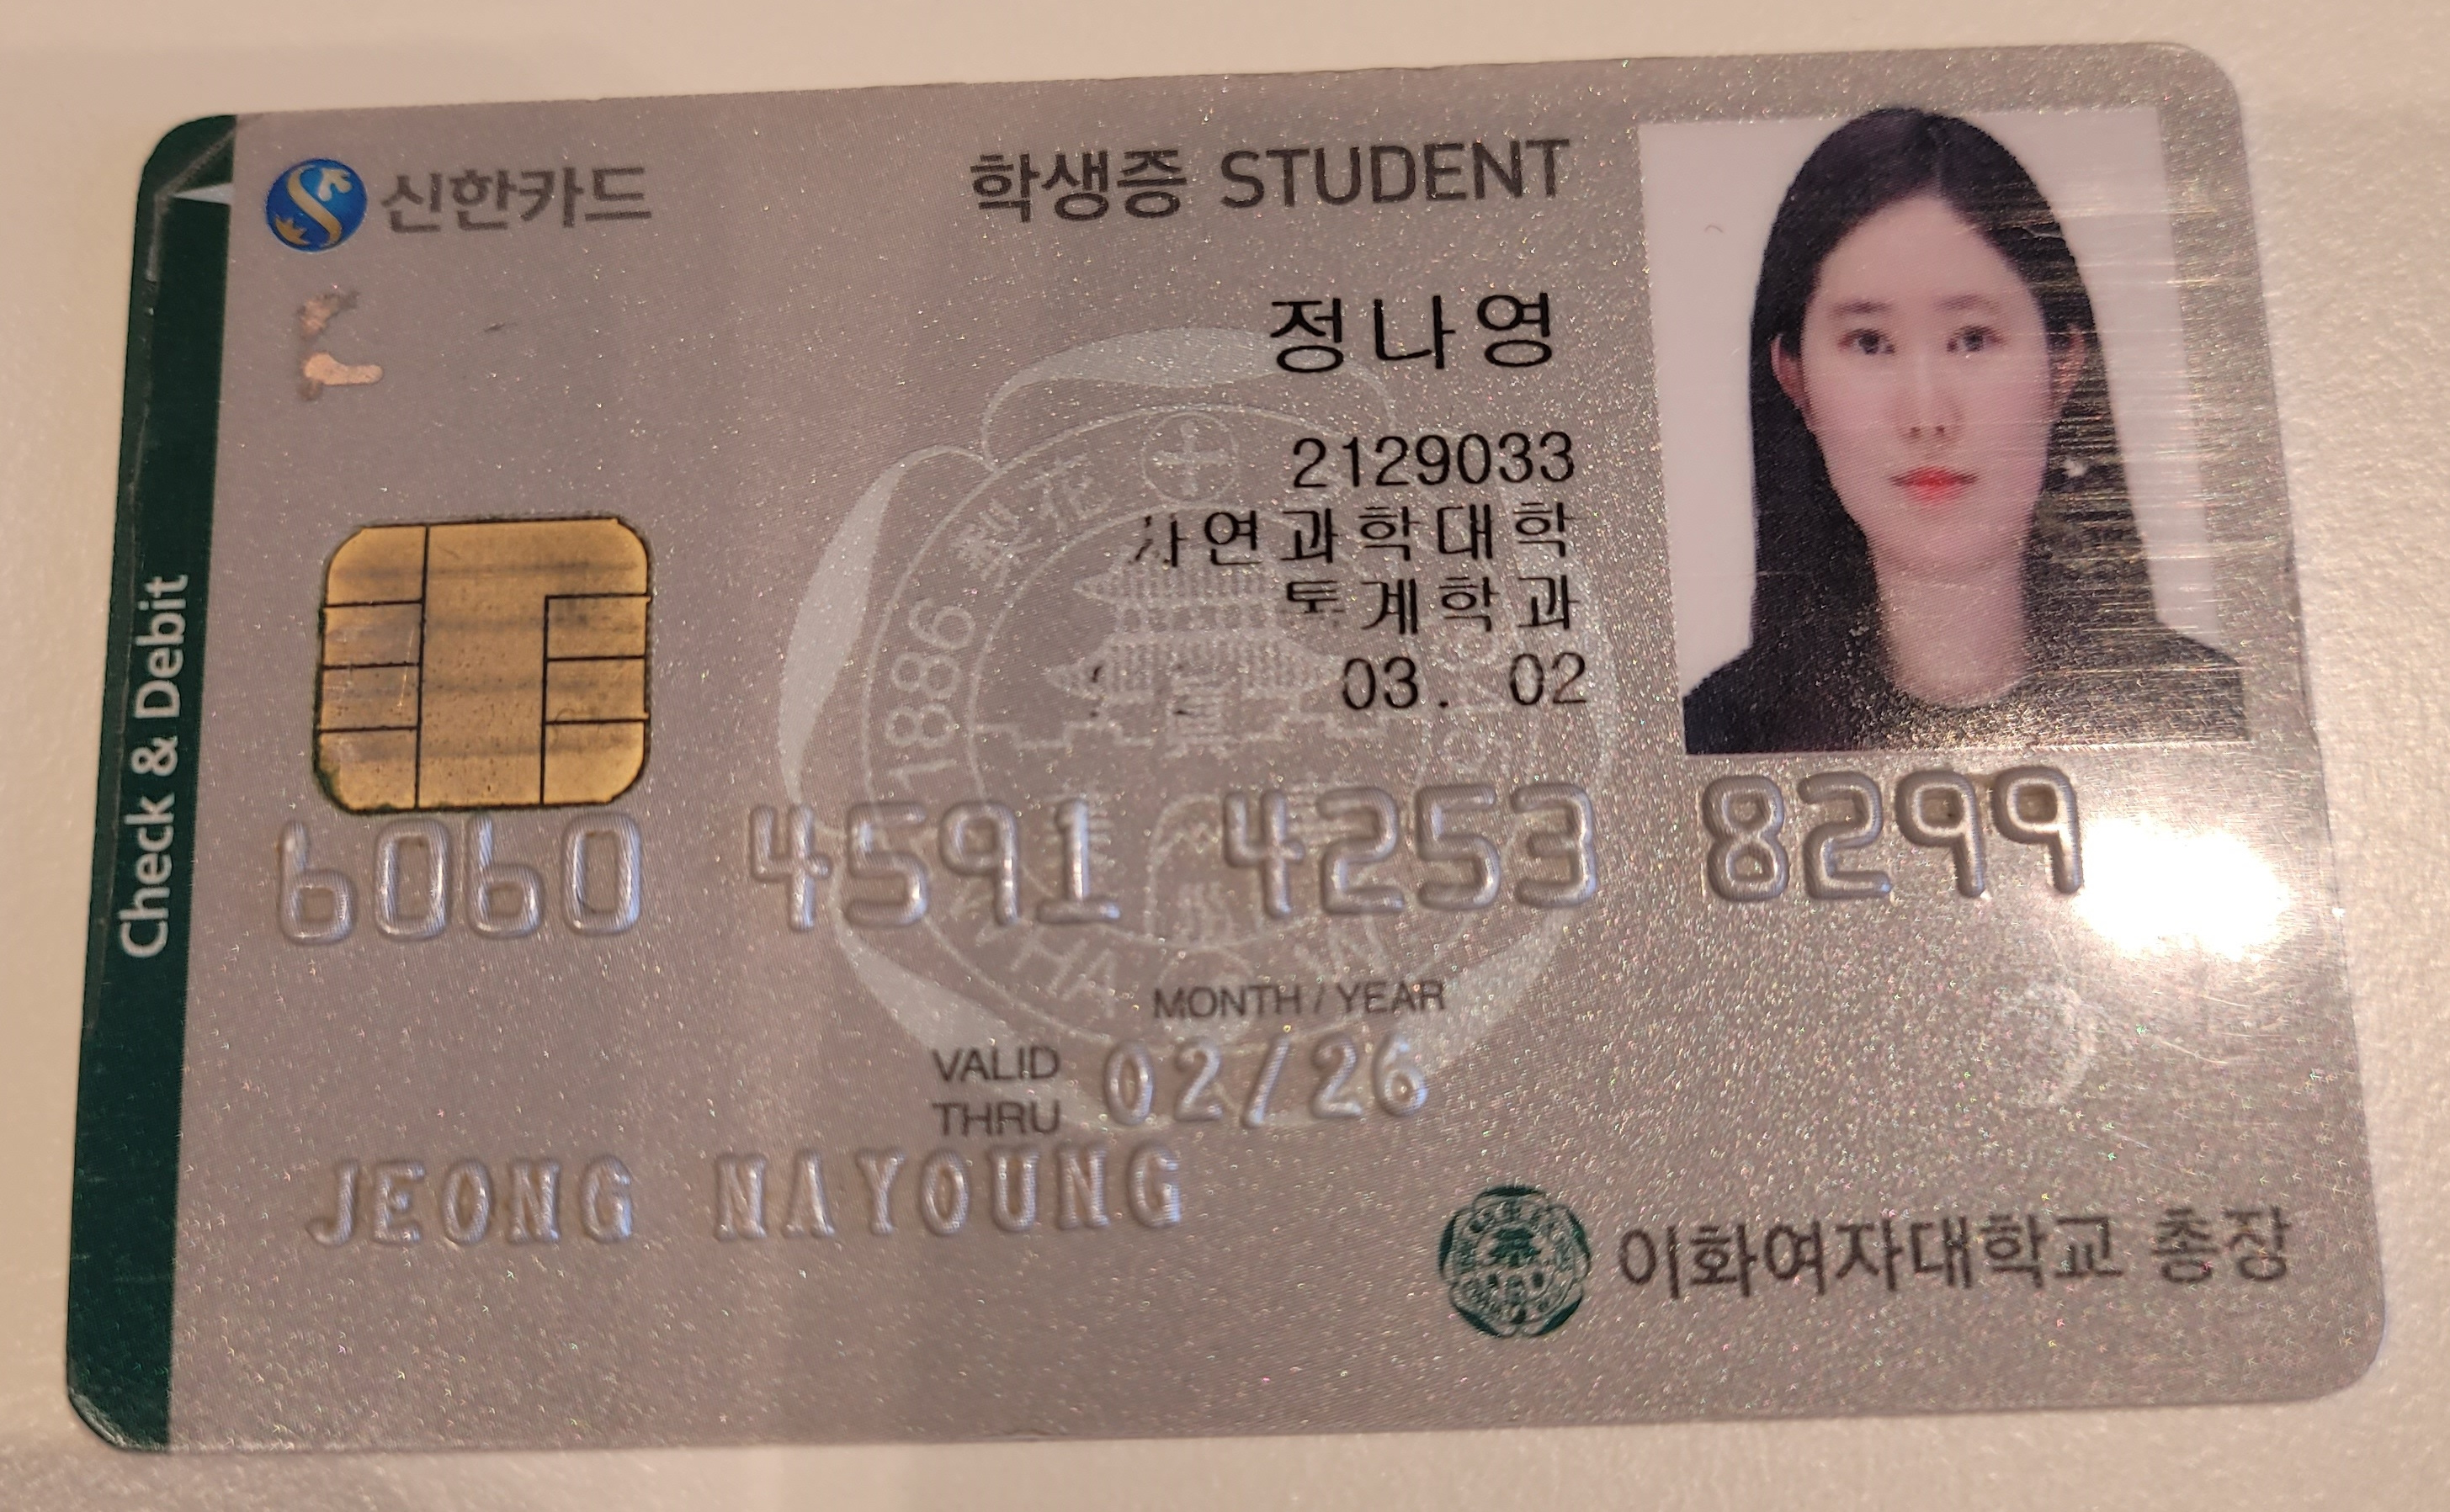 신한카드
학생증 STUDENT
정나영
2129033
자연과학대학
통계학과
03. 02
1886 梨花
Check & Debit
6060 4591 4253 8299
MONTH / YEAR
VALID THRU 02/26
JEONG NAYOUNG
이화여자대학교 총장